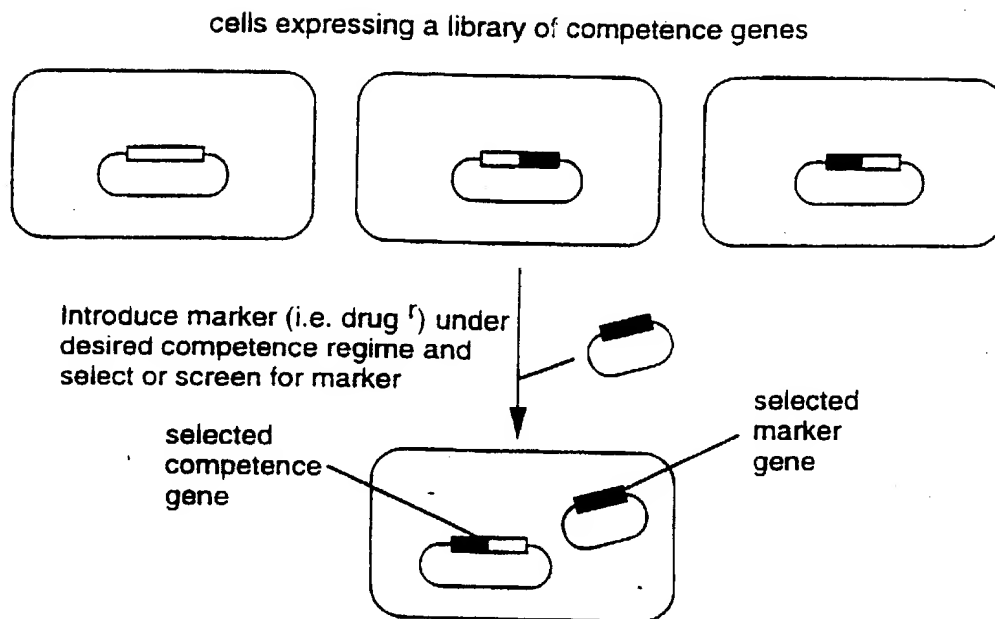 cells expressing a library of competence genes
Introduce marker (i.e. drug r) under
desired competence regime and
select or screen for marker
selected
competence
gene
selected
marker
gene